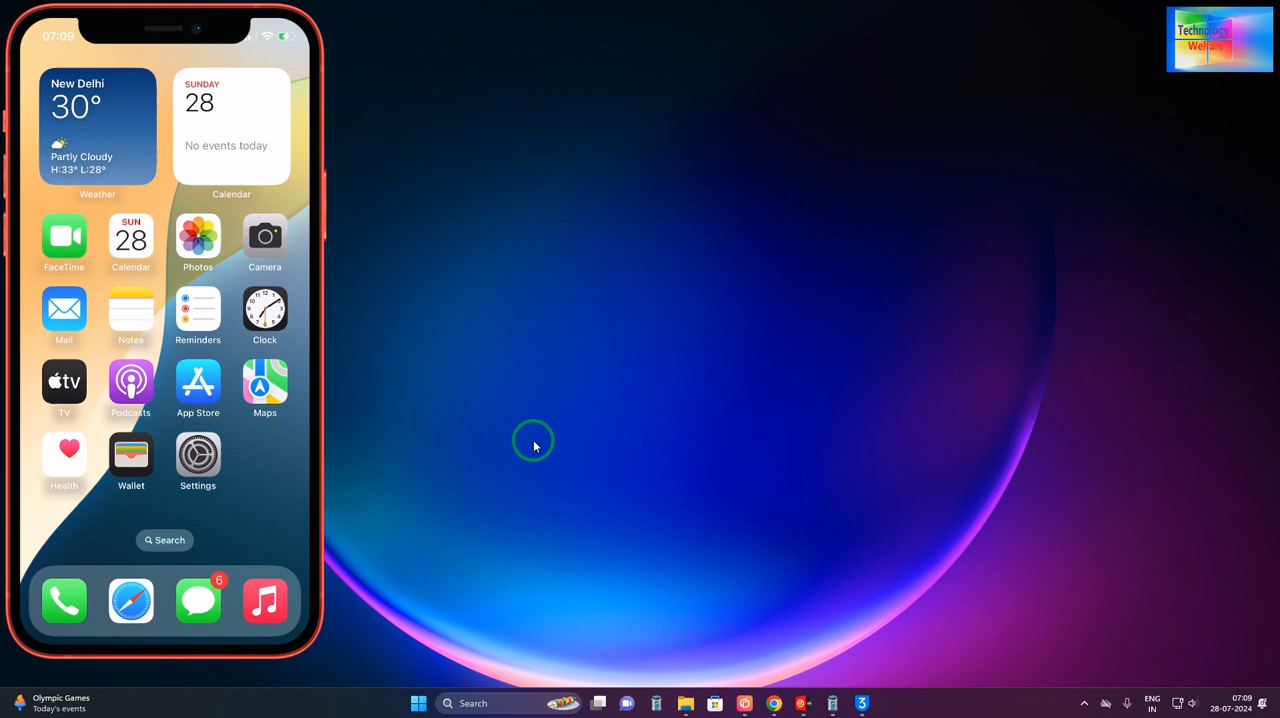 07:09
New Delhi
30°
Partly Cloudy
H:33° L:28°
Weather
SUNDAY
28
No events today
Calendar
FaceTime
SUN
28
Calendar
Photos
Camera
Mail
Notes
Reminders
Clock
tv
TV
Podcasts
App Store
Maps
Health
Wallet
Settings
Search
6
Technology
Welfare
Olympic Games
Today's events
Search
3
ENG
IN
07:09
28-07-2024